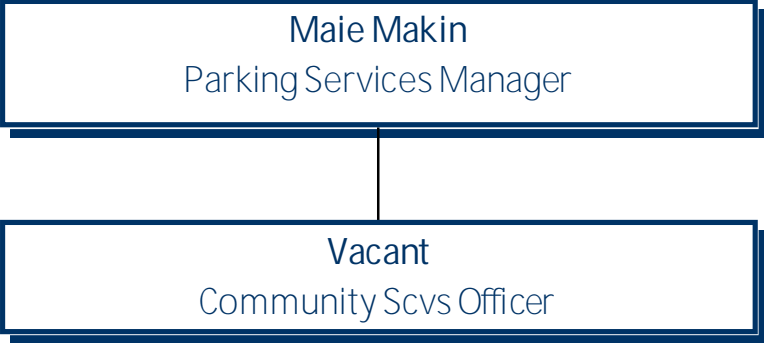 Maie Makin
Parking Services Manager
Vacant
Community Scvs Officer